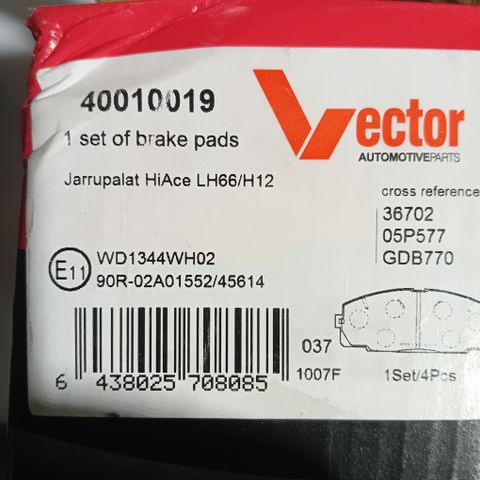 40010019
1 set of brake pads
Vector
AUTOMOTIVEPARTS
Jarrupalat HiAce LH66/H12
cross reference
36702
05P577
GDB770
E11
WD1344WH02
90R-02A01552/45614
037
1007F
1Set/4Pcs
6 438025 708085